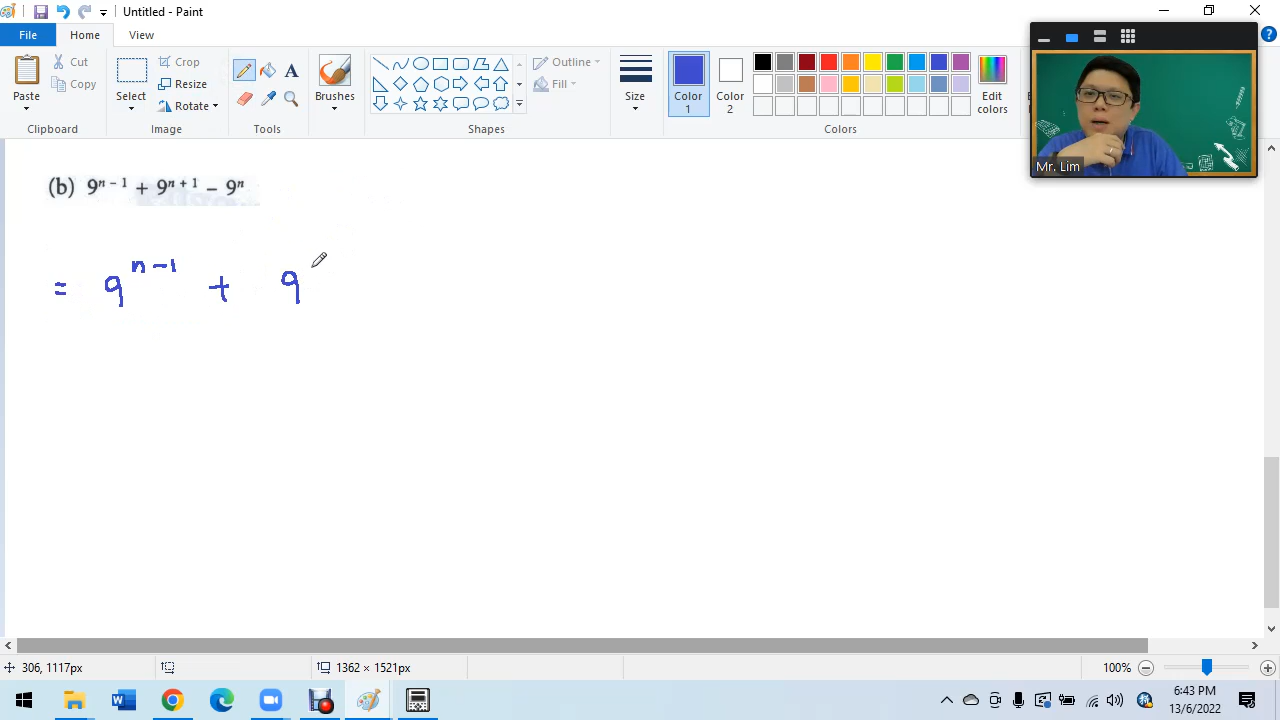 Untitled - Paint
File Home View
Paste
Cut
Copy
Clipboard
Select
Crop
Resize
Rotate
Image
A
Tools
Brushes
Outline
Fill
Shapes
Size
Color 1
Color 2
Edit colors
Colors
?
Mr. Lim
(b) 9ⁿ ⁻ ¹ + 9ⁿ ⁺ ¹ – 9ⁿ
= 9ⁿ⁻¹ + 9
306, 1117px
1362 × 1521px
100%
6:43 PM
13/6/2022